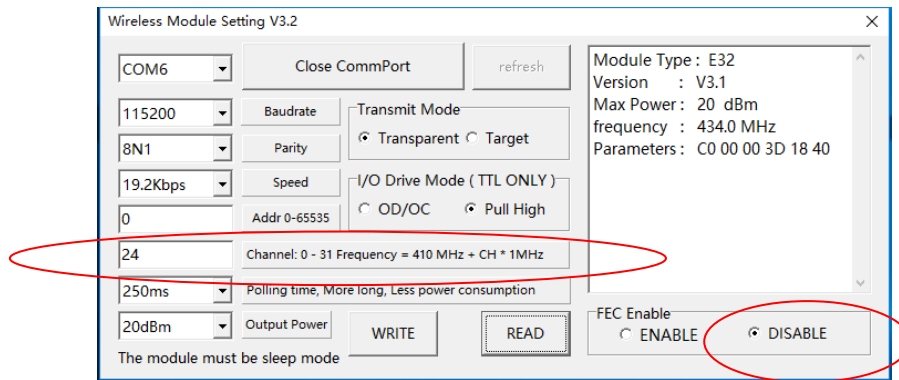 Wireless Module Setting V3.2
COM6
Close CommPort
refresh
115200
Baudrate
8N1
Parity
19.2Kbps
Speed
0
Addr 0-65535
Transmit Mode
Transparent
Target
I/O Drive Mode ( TTL ONLY )
OD/OC
Pull High
24
Channel: 0 - 31 Frequency = 410 MHz + CH * 1MHz
250ms
Polling time, More long, Less power consumption
20dBm
Output Power
WRITE
READ
The module must be sleep mode
Module Type : E32
Version : V3.1
Max Power : 20 dBm
frequency : 434.0 MHz
Parameters : C0 00 00 3D 18 40
FEC Enable
ENABLE
DISABLE